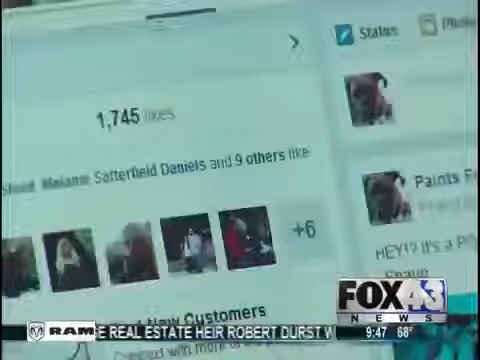 Status
1,745 likes
Melanie Satterfield Daniels and 9 others like
Paints
+6
HEY!? It's a
New Customers
FOX 43
NEWS
RAM
E REAL ESTATE HEIR ROBERT DURST
9:47 68°